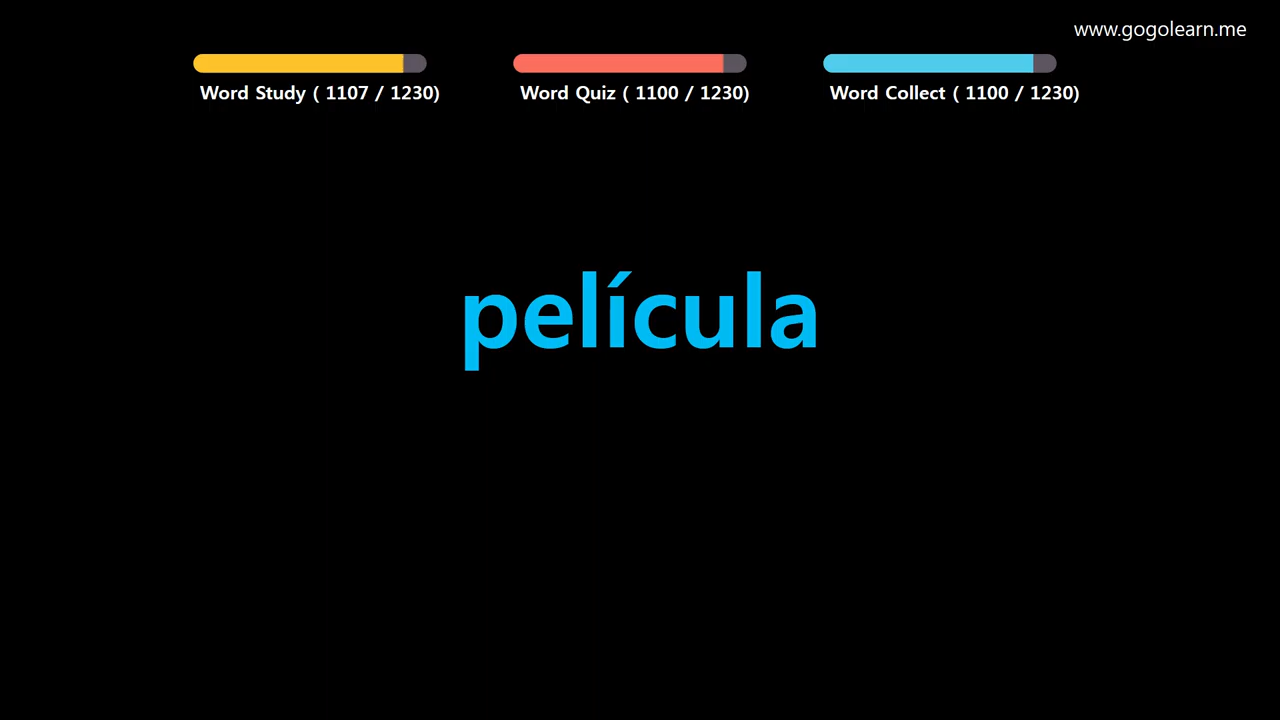 www.gogolearn.me
Word Study ( 1107 / 1230)
Word Quiz ( 1100 / 1230)
Word Collect ( 1100 / 1230)
película